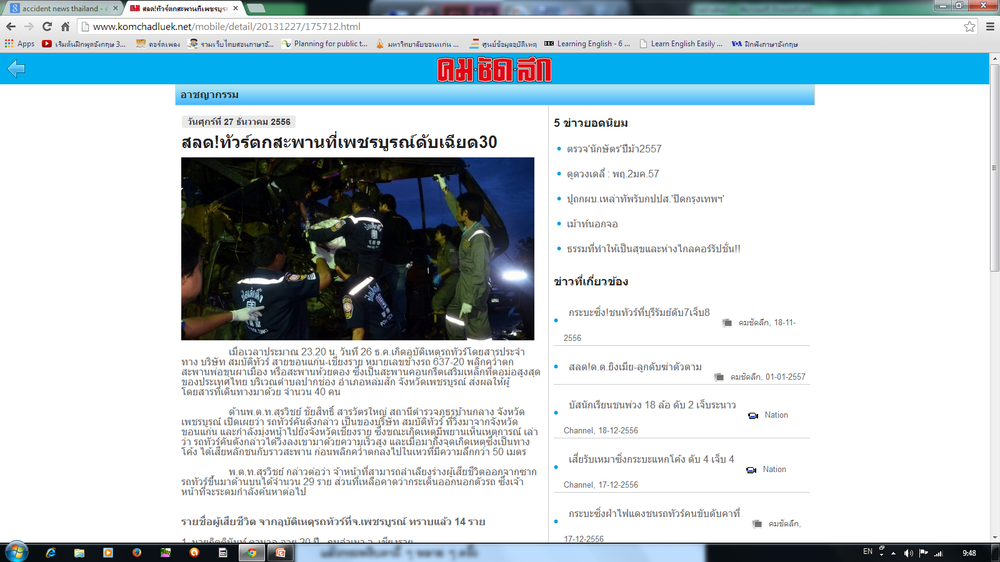 accident news thailand - ค้
สลด!ทัวร์ตกสะพานที่เพชรบูรณ์
www.komchadluek.net/mobile/detail/20131227/175712.html
Apps เริ่มต้นฝึกพูดอังกฤษ 3... คอร์ดเพลง รวมเว็บไทยสอนภาษาอั... Planning for public t... มหาวิทยาลัยขอนแก่น ... ศูนย์ข้อมูลอุบัติเหตุ BBC Learning English - 6 ... Learn English Easily ... VOA ฝึกฟังภาษาอังกฤษ
คม·ชัด·ลึก
อาชญากรรม
วันศุกร์ที่ 27 ธันวาคม 2556
สลด!ทัวร์ตกสะพานที่เพชรบูรณ์ดับเฉียด30
ป่อเต็กตึ๊ง
เมื่อเวลาประมาณ 23.20 น. วันที่ 26 ธ.ค.เกิดอุบัติเหตุรถทัวร์โดยสารประจำ
ทาง บริษัท สมบัติทัวร์ สายขอนแก่น-เชียงราย หมายเลขข้างรถ 637-20 พลิกคว่ำตก
สะพานพ่อขุนผาเมือง หรือสะพานห้วยตอง ซึ่งเป็นสะพานคอนกรีตเสริมเหล็กที่ตอม่อสูงสุด
ของประเทศไทย บริเวณตำบลปากช่อง อำเภอหล่มสัก จังหวัดเพชรบูรณ์ ส่งผลให้ผู้
โดยสารที่เดินทางมาด้วย จำนวน 40 คน
ด้านพ.ต.ท.สุรวิชย์ ชัยสิทธิ์ สารวัตรใหญ่ สถานีตำรวจภูธรบ้านกลาง จังหวัด
เพชรบูรณ์ เปิดเผยว่า รถทัวร์คันดังกล่าว เป็นของบริษัท สมบัติทัวร์ ที่วิ่งมาจากจังหวัด
ขอนแก่น และกำลังมุ่งหน้าไปยังจังหวัดเชียงราย ซึ่งขณะเกิดเหตุมีพยานเห็นเหตุการณ์ เล่า
ว่า รถทัวร์คันดังกล่าวได้วิ่งลงเขามาด้วยความเร็วสูง และเมื่อมาถึงจุดเกิดเหตุซึ่งเป็นทาง
โค้ง ได้เสียหลักชนกับราวสะพาน ก่อนพลิกคว่ำตกลงไปในเหวที่มีความลึกกว่า 50 เมตร
พ.ต.ท.สุรวิชย์ กล่าวต่อว่า จ้าหน้าที่สามารถลำเลียงร่างผู้เสียชีวิตออกจากซาก
รถทัวร์ขึ้นมาด้านบนได้จำนวน 29 ราย ส่วนที่เหลือคาดว่ากระเด็นออกนอกตัวรถ ซึ่งเจ้า
หน้าที่จะระดมกำลังค้นหาต่อไป
รายชื่อผู้เสียชีวิต จากอุบัติเหตุรถทัวร์ที่จ.เพชรบูรณ์ ทราบแล้ว 14 ราย
5 ข่าวยอดนิยม
ตรวจ'นักษัตร'ปีม้า2557
ดูดวงเดลี่ : พฤ.2มค.57
ปูถกผบ.เหล่าทัพรับกปปส.'ปิดกรุงเทพฯ'
เม้าท์นอกจอ
ธรรมที่ทำให้เป็นสุขและห่างไกลคอร์รัปชั่น!!
ข่าวที่เกี่ยวข้อง
กระบะซิ่ง!ชนทัวร์ที่บุรีรัมย์ดับ7เจ็บ8 คมชัดลึก, 18-11-
2556
สลด!ด.ต.ยิงเมีย-ลูกดับฆ่าตัวตาม คมชัดลึก, 01-01-2557
บัสนักเรียนชนพ่วง 18 ล้อ ดับ 2 เจ็บระนาว Nation
Channel, 18-12-2556
เสี่ยรับเหมาซิ่งกระบะแหกโค้ง ดับ 4 เจ็บ 4 Nation
Channel, 17-12-2556
กระบะซิ่งฝ่าไฟแดงชนรถทัวร์คนขับดับคาที่ คมชัดลึก,
17-12-2556
EN
9:48